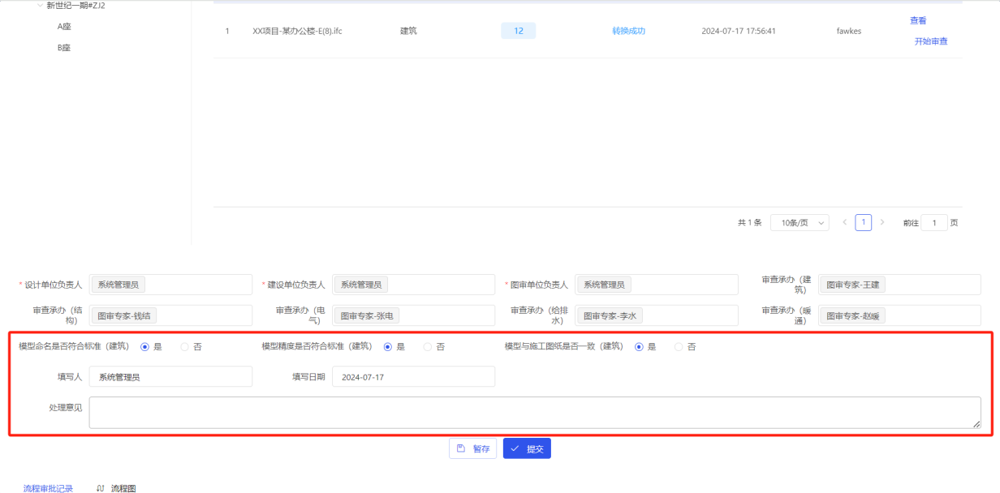 新世纪一期#ZJ2
A座
B座
1 XX项目-某办公楼-E(8).ifc 建筑 12 转换成功 2024-07-17 17:56:41 fawkes 查看
开始审查
共 1 条 10条/页 1 前往 1 页
* 设计单位负责人 系统管理员 * 建设单位负责人 系统管理员 * 图审单位负责人 系统管理员 审查承办（建
筑） 图审专家-王建
审查承办（结
构） 图审专家-钱结 审查承办（电
气） 图审专家-张电 审查承办（给排
水） 图审专家-李水 审查承办（暖
通） 图审专家-赵暖
模型命名是否符合标准（建筑） 是 否 模型精度是否符合标准（建筑） 是 否 模型与施工图纸是否一致（建筑） 是 否
填写人 系统管理员 填写日期 2024-07-17
处理意见
暂存 提交
流程审批记录 流程图